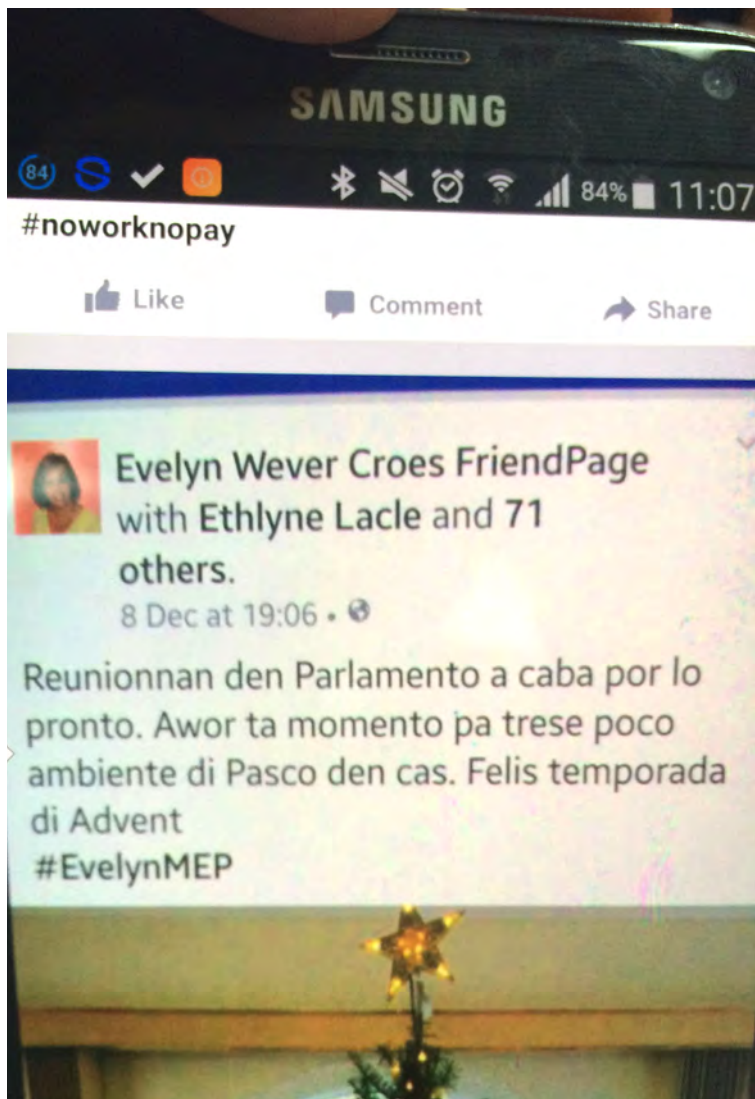 SAMSUNG
84 84% 11:07
#noworknopay
Like Comment Share
Evelyn Wever Croes FriendPage
with Ethlyne Lacle and 71
others.
8 Dec at 19:06 •
Reunionnan den Parlamento a caba por lo
pronto. Awor ta momento pa trese poco
ambiente di Pasco den cas. Felis temporada
di Advent
#EvelynMEP